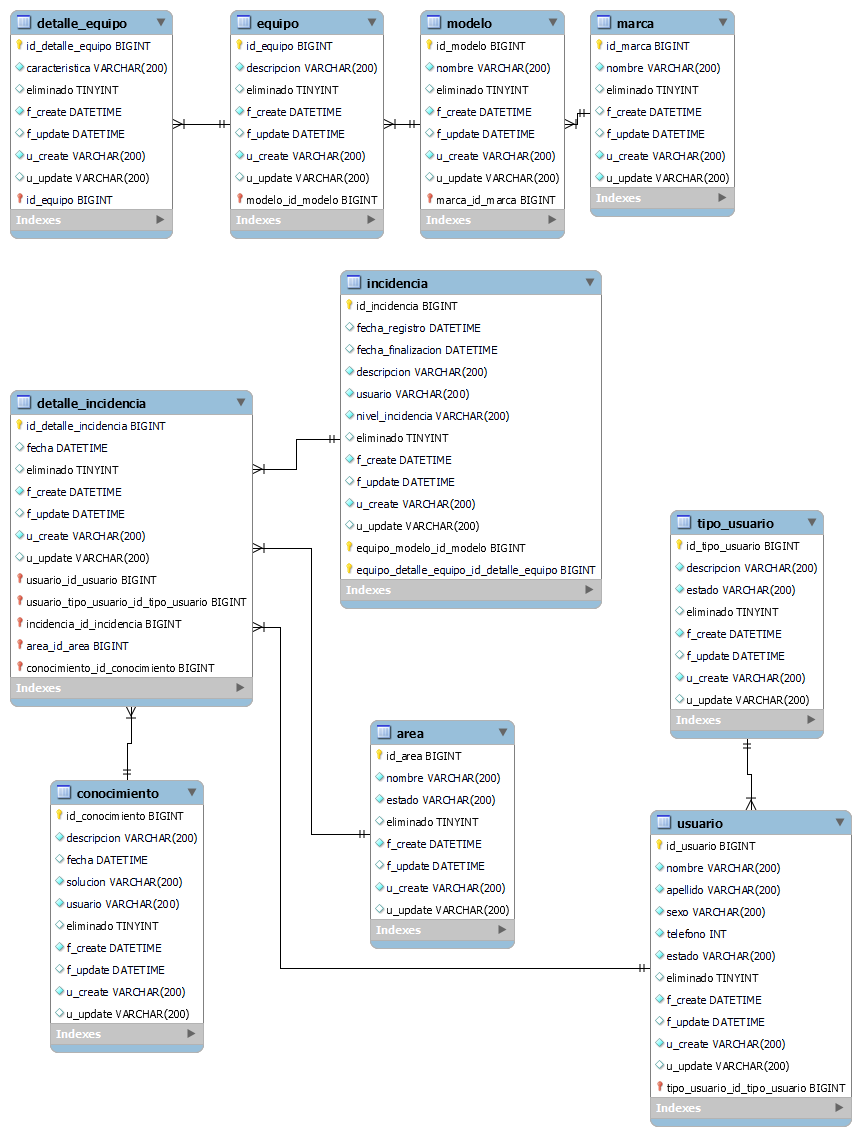 detalle_equipo
id_detalle_equipo BIGINT
caracteristica VARCHAR(200)
eliminado TINYINT
f_create DATETIME
f_update DATETIME
u_create VARCHAR(200)
u_update VARCHAR(200)
id_equipo BIGINT
Indexes
equipo
id_equipo BIGINT
descripcion VARCHAR(200)
eliminado TINYINT
f_create DATETIME
f_update DATETIME
u_create VARCHAR(200)
u_update VARCHAR(200)
modelo_id_modelo BIGINT
Indexes
modelo
id_modelo BIGINT
nombre VARCHAR(200)
eliminado TINYINT
f_create DATETIME
f_update DATETIME
u_create VARCHAR(200)
u_update VARCHAR(200)
marca_id_marca BIGINT
Indexes
marca
id_marca BIGINT
nombre VARCHAR(200)
eliminado TINYINT
f_create DATETIME
f_update DATETIME
u_create VARCHAR(200)
u_update VARCHAR(200)
Indexes
incidencia
id_incidencia BIGINT
fecha_registro DATETIME
fecha_finalizacion DATETIME
descripcion VARCHAR(200)
usuario VARCHAR(200)
nivel_incidencia VARCHAR(200)
eliminado TINYINT
f_create DATETIME
f_update DATETIME
u_create VARCHAR(200)
u_update VARCHAR(200)
equipo_modelo_id_modelo BIGINT
equipo_detalle_equipo_id_detalle_equipo BIGINT
Indexes
detalle_incidencia
id_detalle_incidencia BIGINT
fecha DATETIME
eliminado TINYINT
f_create DATETIME
f_update DATETIME
u_create VARCHAR(200)
u_update VARCHAR(200)
usuario_id_usuario BIGINT
usuario_tipo_usuario_id_tipo_usuario BIGINT
incidencia_id_incidencia BIGINT
area_id_area BIGINT
conocimiento_id_conocimiento BIGINT
Indexes
tipo_usuario
id_tipo_usuario BIGINT
descripcion VARCHAR(200)
estado VARCHAR(200)
eliminado TINYINT
f_create DATETIME
f_update DATETIME
u_create VARCHAR(200)
u_update VARCHAR(200)
Indexes
area
id_area BIGINT
nombre VARCHAR(200)
estado VARCHAR(200)
eliminado TINYINT
f_create DATETIME
f_update DATETIME
u_create VARCHAR(200)
u_update VARCHAR(200)
Indexes
conocimiento
id_conocimiento BIGINT
descripcion VARCHAR(200)
fecha DATETIME
solucion VARCHAR(200)
usuario VARCHAR(200)
eliminado TINYINT
f_create DATETIME
f_update DATETIME
u_create VARCHAR(200)
u_update VARCHAR(200)
Indexes
usuario
id_usuario BIGINT
nombre VARCHAR(200)
apellido VARCHAR(200)
sexo VARCHAR(200)
telefono INT
estado VARCHAR(200)
eliminado TINYINT
f_create DATETIME
f_update DATETIME
u_create VARCHAR(200)
u_update VARCHAR(200)
tipo_usuario_id_tipo_usuario BIGINT
Indexes